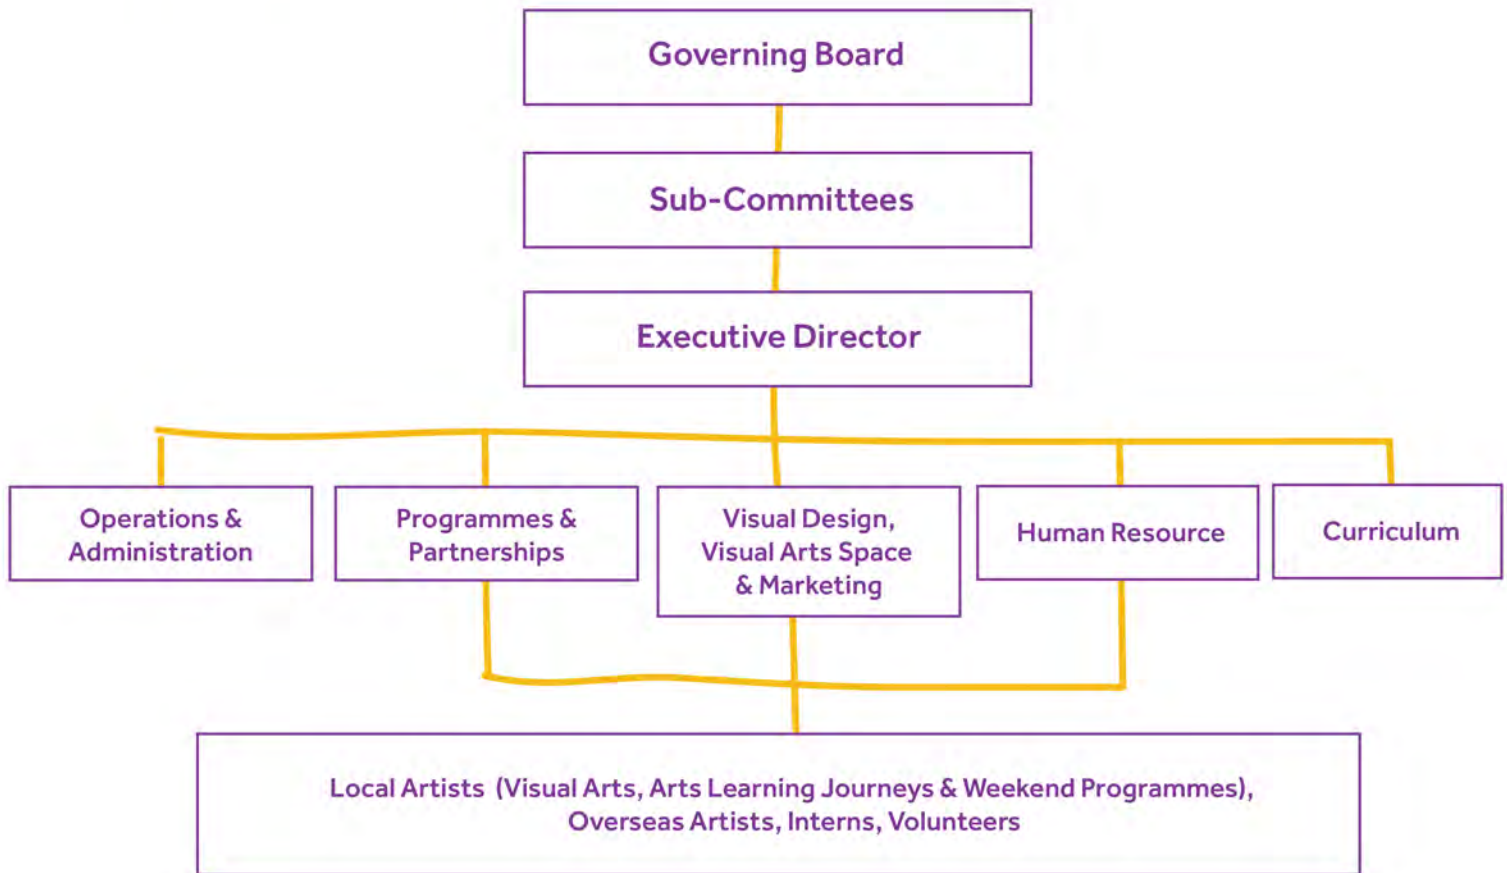 Governing Board
Sub-Committees
Executive Director
Operations &
Administration
Programmes &
Partnerships
Visual Design,
Visual Arts Space
& Marketing
Human Resource
Curriculum
Local Artists (Visual Arts, Arts Learning Journeys & Weekend Programmes),
Overseas Artists, Interns, Volunteers